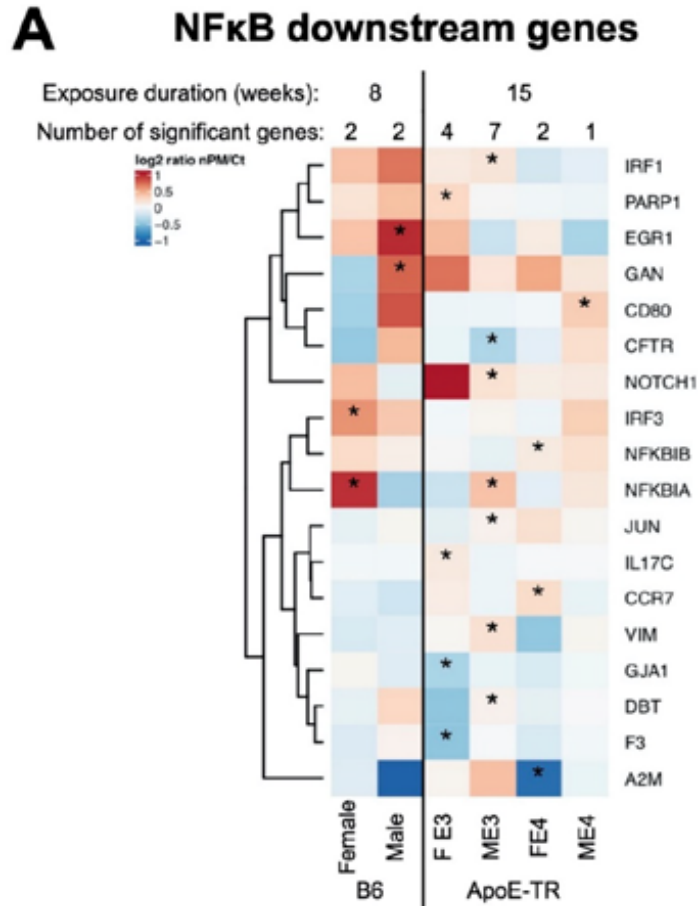 A
NFκB downstream genes
Exposure duration (weeks): 8 15
Number of significant genes: 2 2 4 7 2 1
log2 ratio nPM/Ct
1
0.5
0
-0.5
-1
* IRF1
* PARP1
* EGR1
* GAN
* CD80
* CFTR
* NOTCH1
* IRF3
* NFKBIB
* * NFKBIA
* JUN
* IL17C
* CCR7
* VIM
* GJA1
* DBT
* F3
* A2M
Female Male F E3 ME3 FE4 ME4
B6 ApoE-TR